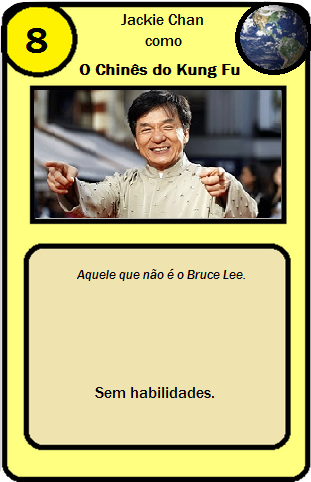 8
Jackie Chan
como
O Chinês do Kung Fu
Aquele que não é o Bruce Lee.
Sem habilidades.